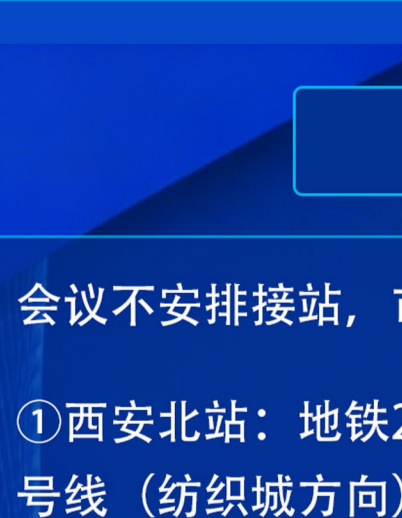 会议不安排接站，
①西安北站：地铁2
号线（纺织城方向）